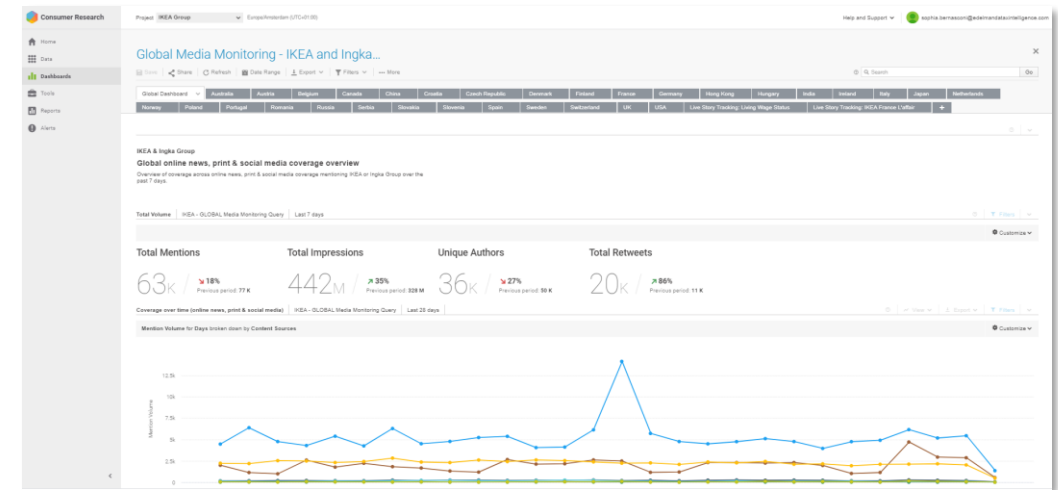 Consumer Research
Project IKEA Group Europe/Amsterdam (UTC+01:00) Help and Support
Home
Data
Dashboards
Tools
Reports
Alerts
Global Media Monitoring - IKEA and Ingka...
Save Share Refresh Date Range Export Filters More Search Go
Global Dashboard Australia Austria Belgium Canada China Croatia Czech Republic Denmark Finland France Germany Hong Kong Hungary India Ireland Italy Japan Netherlands
Norway Poland Portugal Romania Russia Serbia Slovakia Slovenia Spain Sweden Switzerland UK USA Live Story Tracking: Living Wage Status Live Story Tracking: IKEA France L'affair +
IKEA & Ingka Group
Global online news, print & social media coverage overview
Overview of coverage across online news, print & social media coverage mentioning IKEA or Ingka Group over the
past 7 days.
Total Volume IKEA - GLOBAL Media Monitoring Query Last 7 days Filters
Customize
Total Mentions Total Impressions Unique Authors Total Retweets
63K 18% Previous period: 77 K 442M 35% Previous period: 328 M 36K 27% Previous period: 50 K 20K 86% Previous period: 11 K
Coverage over time (online news, print & social media) IKEA - GLOBAL Media Monitoring Query Last 28 days View Export Filters
Mention Volume for Days broken down by Content Sources Customize
Mention Volume
12.5k
10k
7.5k
5k
2.5k
0